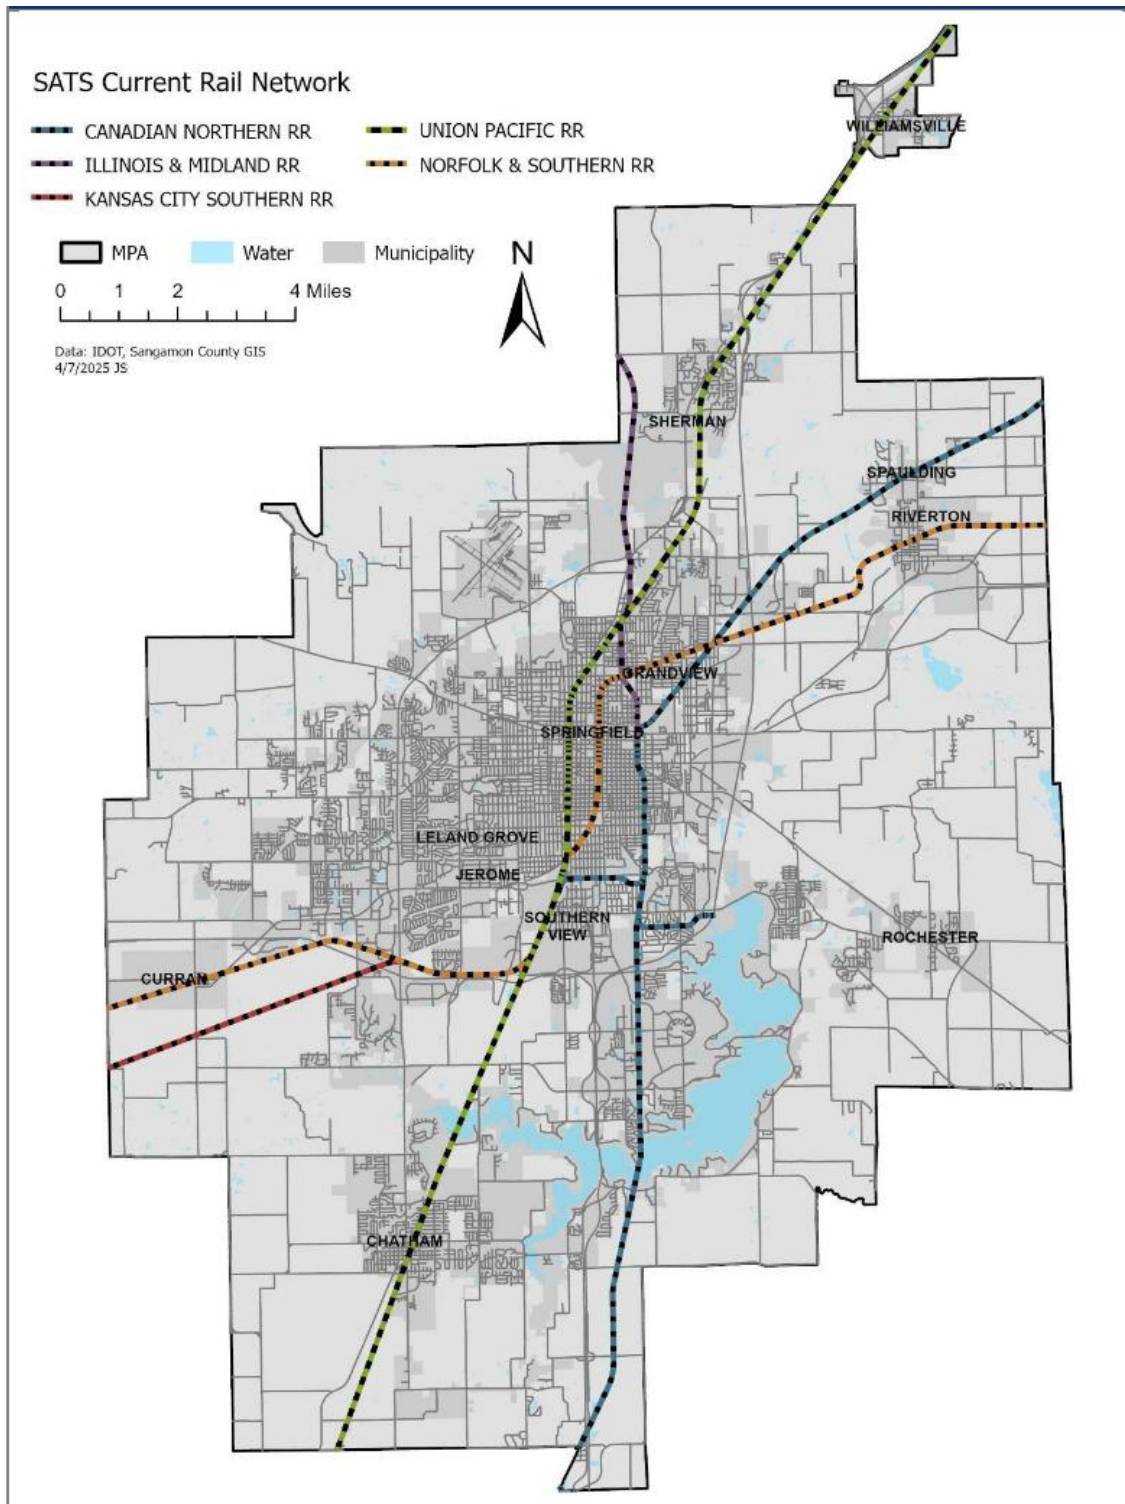 SATS Current Rail Network
CANADIAN NORTHERN RR
UNION PACIFIC RR
ILLINOIS & MIDLAND RR
NORFOLK & SOUTHERN RR
KANSAS CITY SOUTHERN RR
MPA
Water
Municipality
N
0 1 2 4 Miles
Data: IDOT, Sangamon County GIS
4/7/2025 JS
WILLIAMSVILLE
SHERMAN
SPAULDING
RIVERTON
GRANDVIEW
SPRINGFIELD
LELAND GROVE
JEROME
SOUTHERN
VIEW
ROCHESTER
CURRAN
CHATHAM